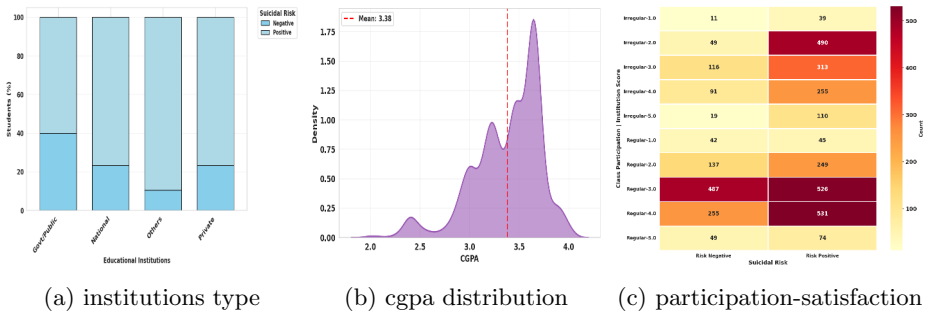 Suicidal Risk
Negative
Positive
100
80
60
40
20
0
Students (%)
Govt/Public
National
Others
Private
Educational Institutions
(a) institutions type
Mean: 3.38
1.75
1.50
1.25
1.00
0.75
0.50
0.25
0.00
Density
2.0 2.5 3.0 3.5 4.0
CGPA
(b) cgpa distribution
Class Participation | Institution Score
Irregular-1.0 11 39
Irregular-2.0 49 490
Irregular-3.0 116 313
Irregular-4.0 91 255
Irregular-5.0 19 110
Regular-1.0 42 45
Regular-2.0 137 249
Regular-3.0 487 526
Regular-4.0 255 531
Regular-5.0 49 74
Risk Negative Risk Positive
Suicidal Risk
500
400
300
200
100
Count
(c) participation-satisfaction